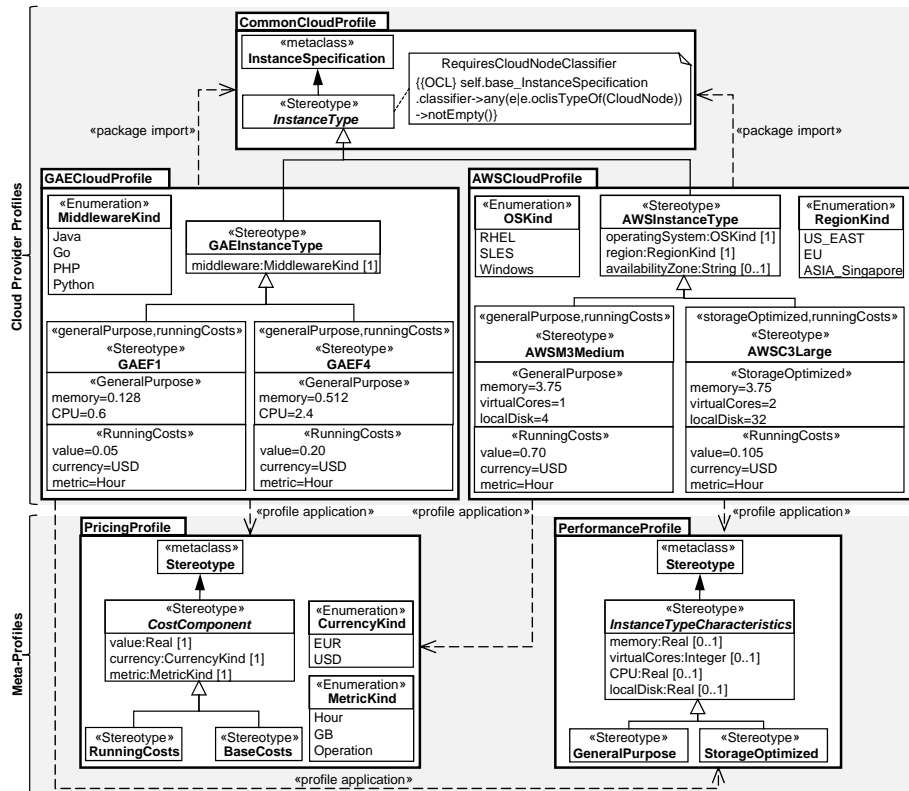 CommonCloudProfile
«metaclass»
InstanceSpecification
«Stereotype»
InstanceType
RequiresCloudNodeClassifier
{{OCL} self.base_InstanceSpecification
.classifier->any(e|e.oclisTypeOf(CloudNode))
->notEmpty()}
«package import»
«package import»
Cloud Provider Profiles
GAECloudProfile
«Enumeration»
MiddlewareKind
Java
Go
PHP
Python
«Stereotype»
GAEInstanceType
middleware:MiddlewareKind [1]
«generalPurpose,runningCosts»
«Stereotype»
GAEF1
«GeneralPurpose»
memory=0.128
CPU=0.6
«RunningCosts»
value=0.05
currency=USD
metric=Hour
«generalPurpose,runningCosts»
«Stereotype»
GAEF4
«GeneralPurpose»
memory=0.512
CPU=2.4
«RunningCosts»
value=0.20
currency=USD
metric=Hour
AWSCloudProfile
«Enumeration»
OSKind
RHEL
SLES
Windows
«Stereotype»
AWSInstanceType
operatingSystem:OSKind [1]
region:RegionKind [1]
availabilityZone:String [0..1]
«Enumeration»
RegionKind
US_EAST
EU
ASIA_Singapore
«generalPurpose,runningCosts»
«Stereotype»
AWSM3Medium
«GeneralPurpose»
memory=3.75
virtualCores=1
localDisk=4
«RunningCosts»
value=0.70
currency=USD
metric=Hour
«storageOptimized,runningCosts»
«Stereotype»
AWSC3Large
«StorageOptimized»
memory=3.75
virtualCores=2
localDisk=32
«RunningCosts»
value=0.105
currency=USD
metric=Hour
«profile application»
«profile application»
«profile application»
Meta-Profiles
PricingProfile
«metaclass»
Stereotype
«Stereotype»
CostComponent
value:Real [1]
currency:CurrencyKind [1]
metric:MetricKind [1]
«Stereotype»
RunningCosts
«Stereotype»
BaseCosts
«Enumeration»
CurrencyKind
EUR
USD
«Enumeration»
MetricKind
Hour
GB
Operation
PerformanceProfile
«metaclass»
Stereotype
«Stereotype»
InstanceTypeCharacteristics
memory:Real [0..1]
virtualCores:Integer [0..1]
CPU:Real [0..1]
localDisk:Real [0..1]
«Stereotype»
GeneralPurpose
«Stereotype»
StorageOptimized
«profile application»